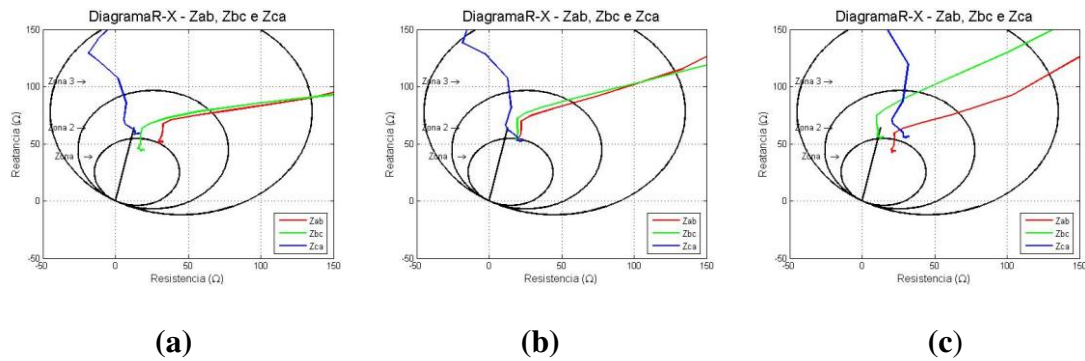 DiagramaR-X - Zab, Zbc e Zca
Reatancia (Ω)
150
100
50
0
-50
Zona 3 →
Zona 2 →
Zona →
Zab
Zbc
Zca
-50 0 50 100 150
Resistencia (Ω)
(a)
DiagramaR-X - Zab, Zbc e Zca
Reatancia (Ω)
150
100
50
0
-50
Zona 3 →
Zona 2 →
Zona →
Zab
Zbc
Zca
-50 0 50 100 150
Resistencia (Ω)
(b)
DiagramaR-X - Zab, Zbc e Zca
Reatancia (Ω)
150
100
50
0
-50
Zona 3 →
Zona 2 →
Zona →
Zab
Zbc
Zca
-50 0 50 100 150
Resistencia (Ω)
(c)